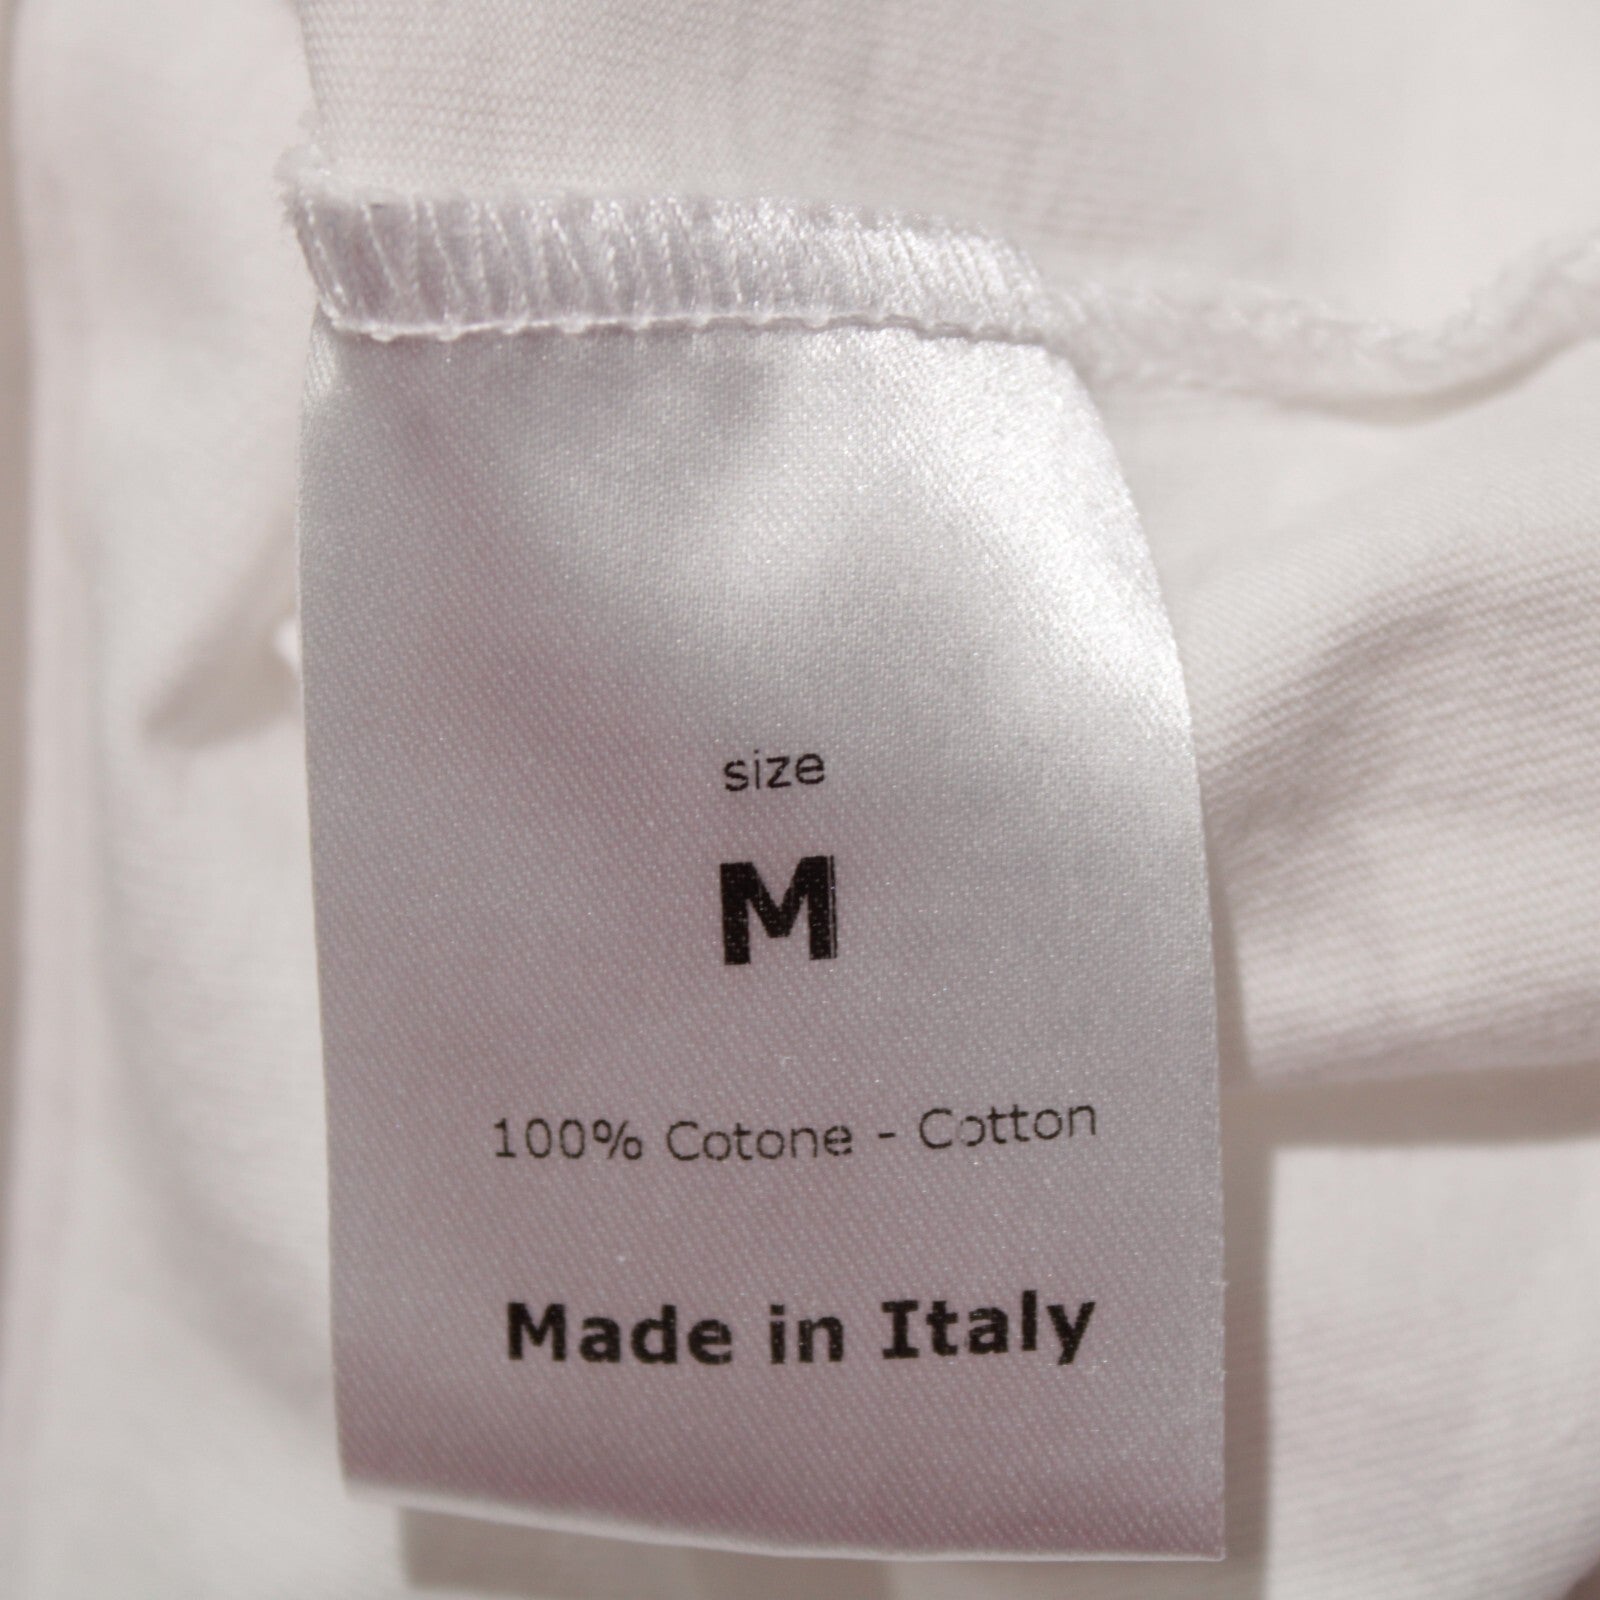 size
M
100% Cotone - Cotton
Made in Italy